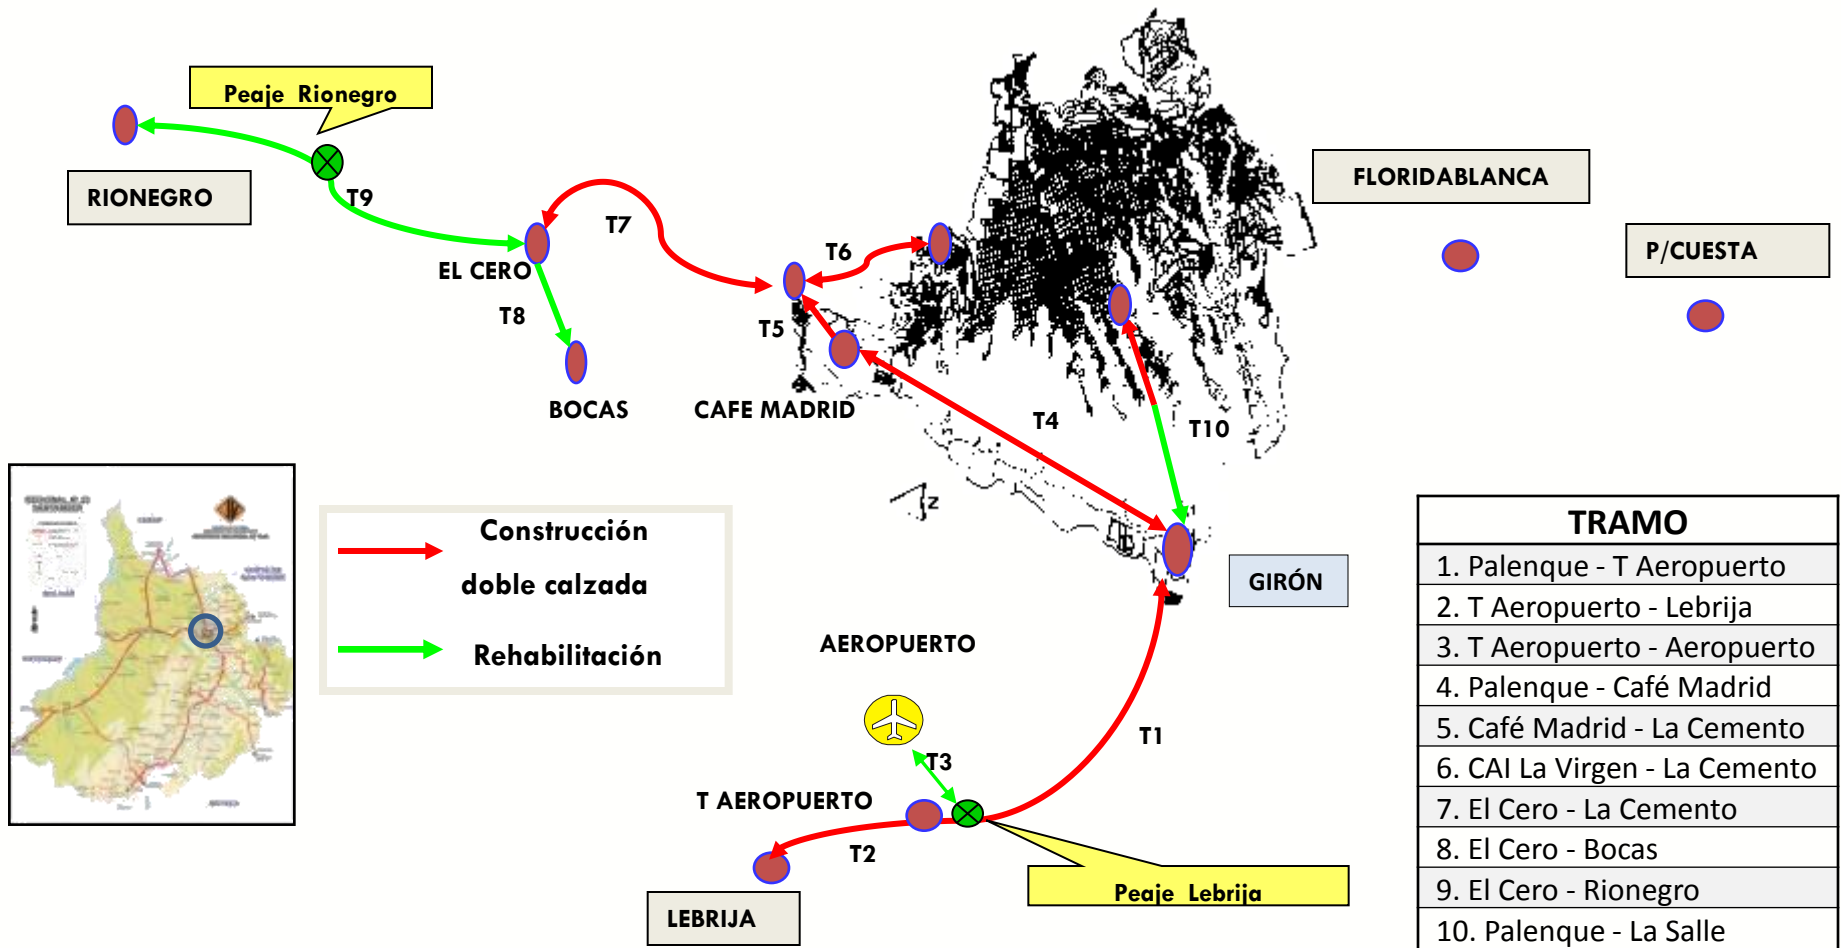 Peaje Rionegro
RIONEGRO
T9
EL CERO
T8
BOCAS
T7
T6
T5
CAFE MADRID
T4
T10
FLORIDABLANCA
P/CUESTA
GIRÓN
Z
Construcción
doble calzada
Rehabilitación
AEROPUERTO
T3
T1
T AEROPUERTO
T2
LEBRIJA
Peaje Lebrija
TRAMO
1. Palenque - T Aeropuerto
2. T Aeropuerto - Lebrija
3. T Aeropuerto - Aeropuerto
4. Palenque - Café Madrid
5. Café Madrid - La Cemento
6. CAI La Virgen - La Cemento
7. El Cero - La Cemento
8. El Cero - Bocas
9. El Cero - Rionegro
10. Palenque - La Salle